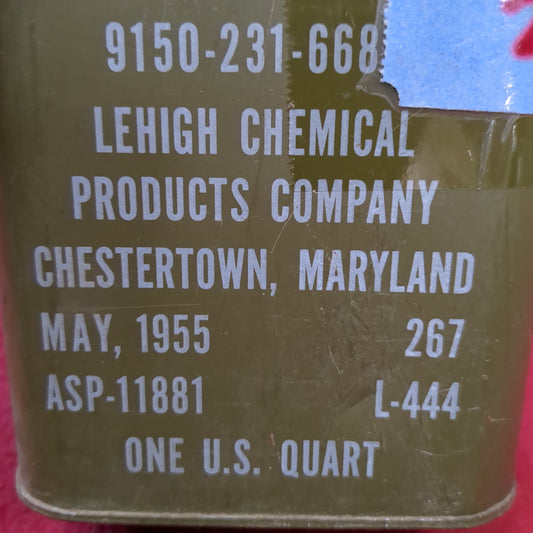 9150-231-668
LEHIGH CHEMICAL
PRODUCTS COMPANY
CHESTERTOWN, MARYLAND
MAY, 1955 267
ASP-11881 L-444
ONE U.S. QUART